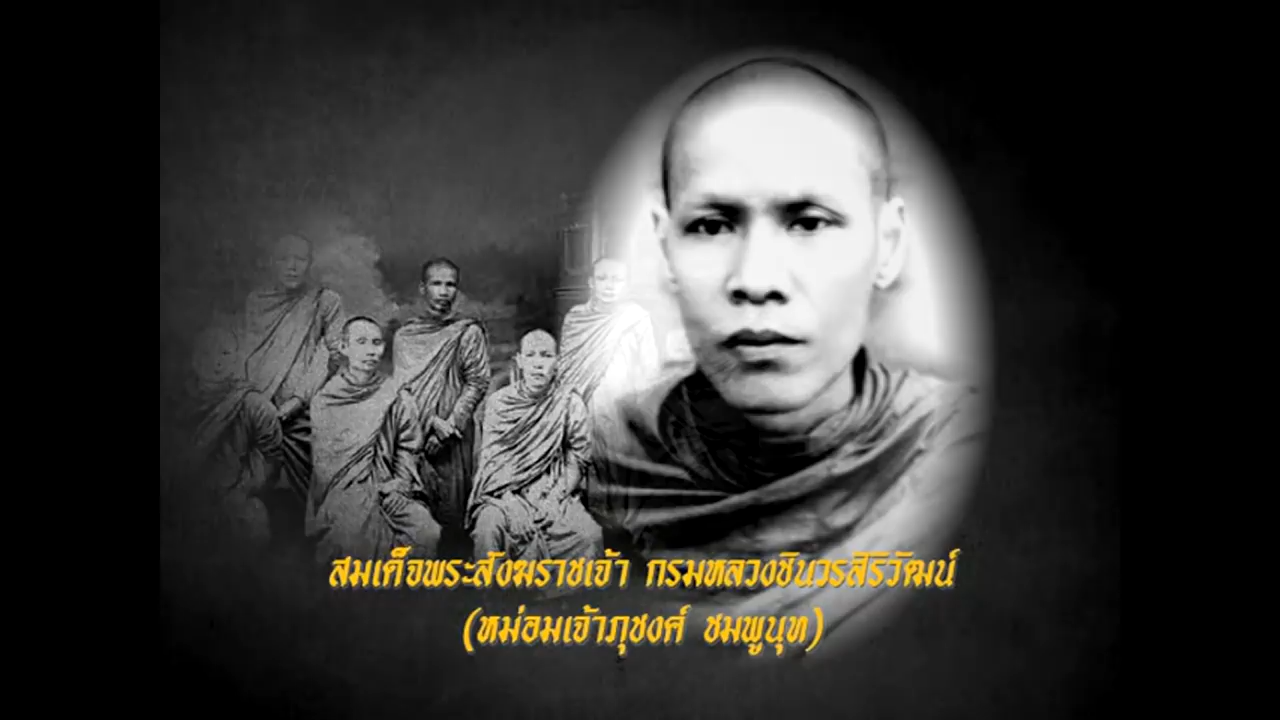 สมเด็จพระสังฆราชเจ้า กรมหลวงชินวรสิริวัฒน์
(หม่อมเจ้าภุชงค์ ชมพูนุท)